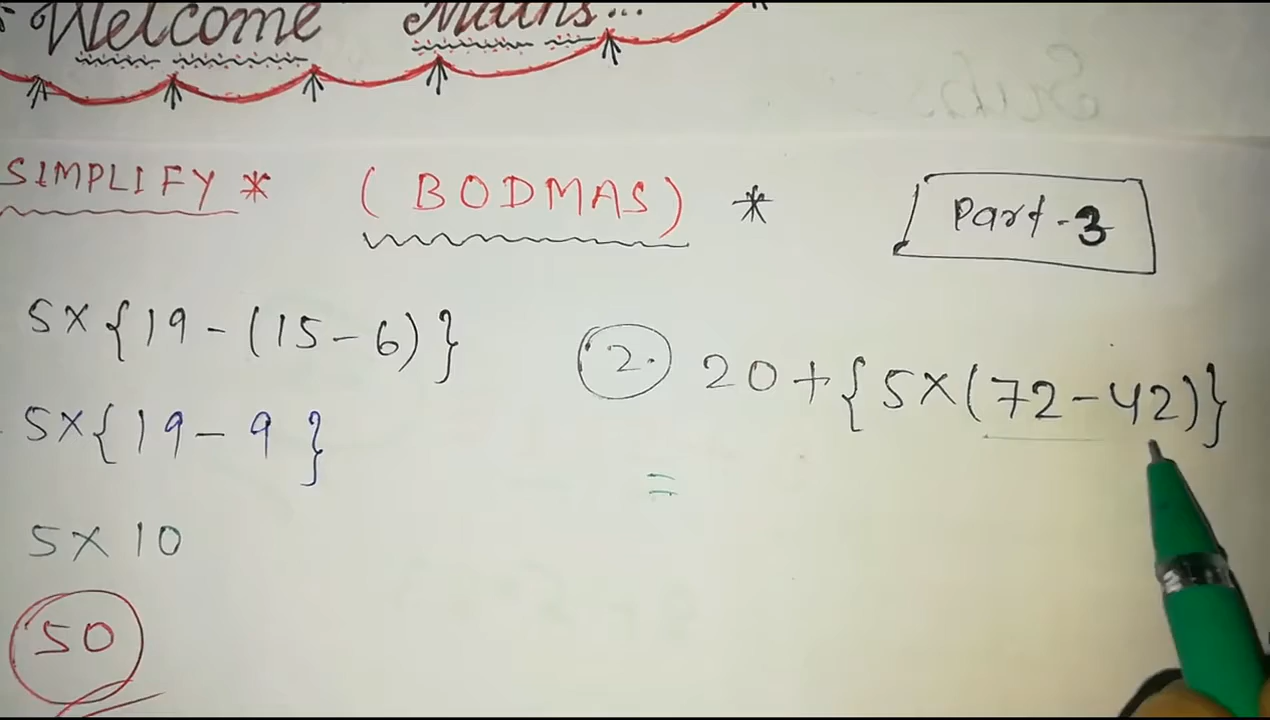 Welcome Maths...
SIMPLIFY * (BODMAS) *
Part-3
5×{19-(15-6)}
5×{19-9}
5×10
50
2. 20+{5×(72-42)}
=